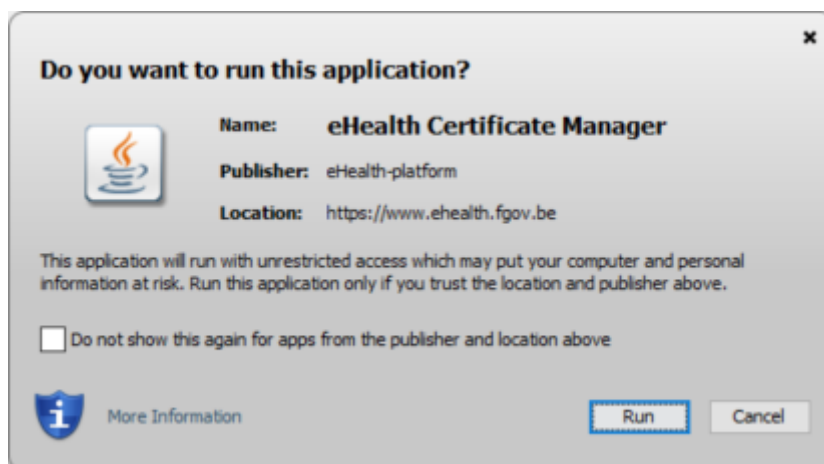 Do you want to run this application?
Name: eHealth Certificate Manager
Publisher: eHealth-platform
Location: https://www.ehealth.fgov.be
This application will run with unrestricted access which may put your computer and personal
information at risk. Run this application only if you trust the location and publisher above.
Do not show this again for apps from the publisher and location above
More Information
Run Cancel